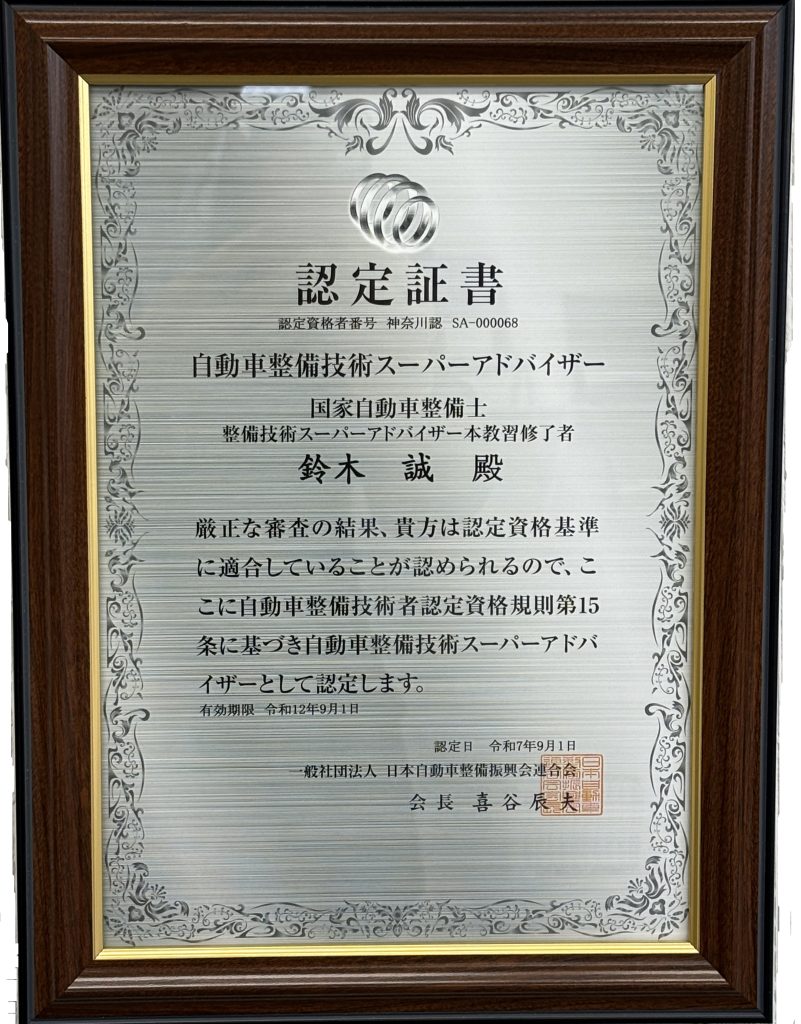 認定証書
認定資格者番号 神奈川認 SA-000068
自動車整備技術スーパーアドバイザー
国家自動車整備士
整備技術スーパーアドバイザー本教習修了者
鈴木 誠 殿
厳正な審査の結果、貴方は認定資格基準
に適合していることが認められるので、こ
こに自動車整備技術者認定資格規則第15
条に基づき自動車整備技術スーパーアドバ
イザーとして認定します。
有効期限 令和12年9月1日
認定日 令和7年9月1日
一般社団法人 日本自動車整備振興会連合会
会長 喜谷辰夫